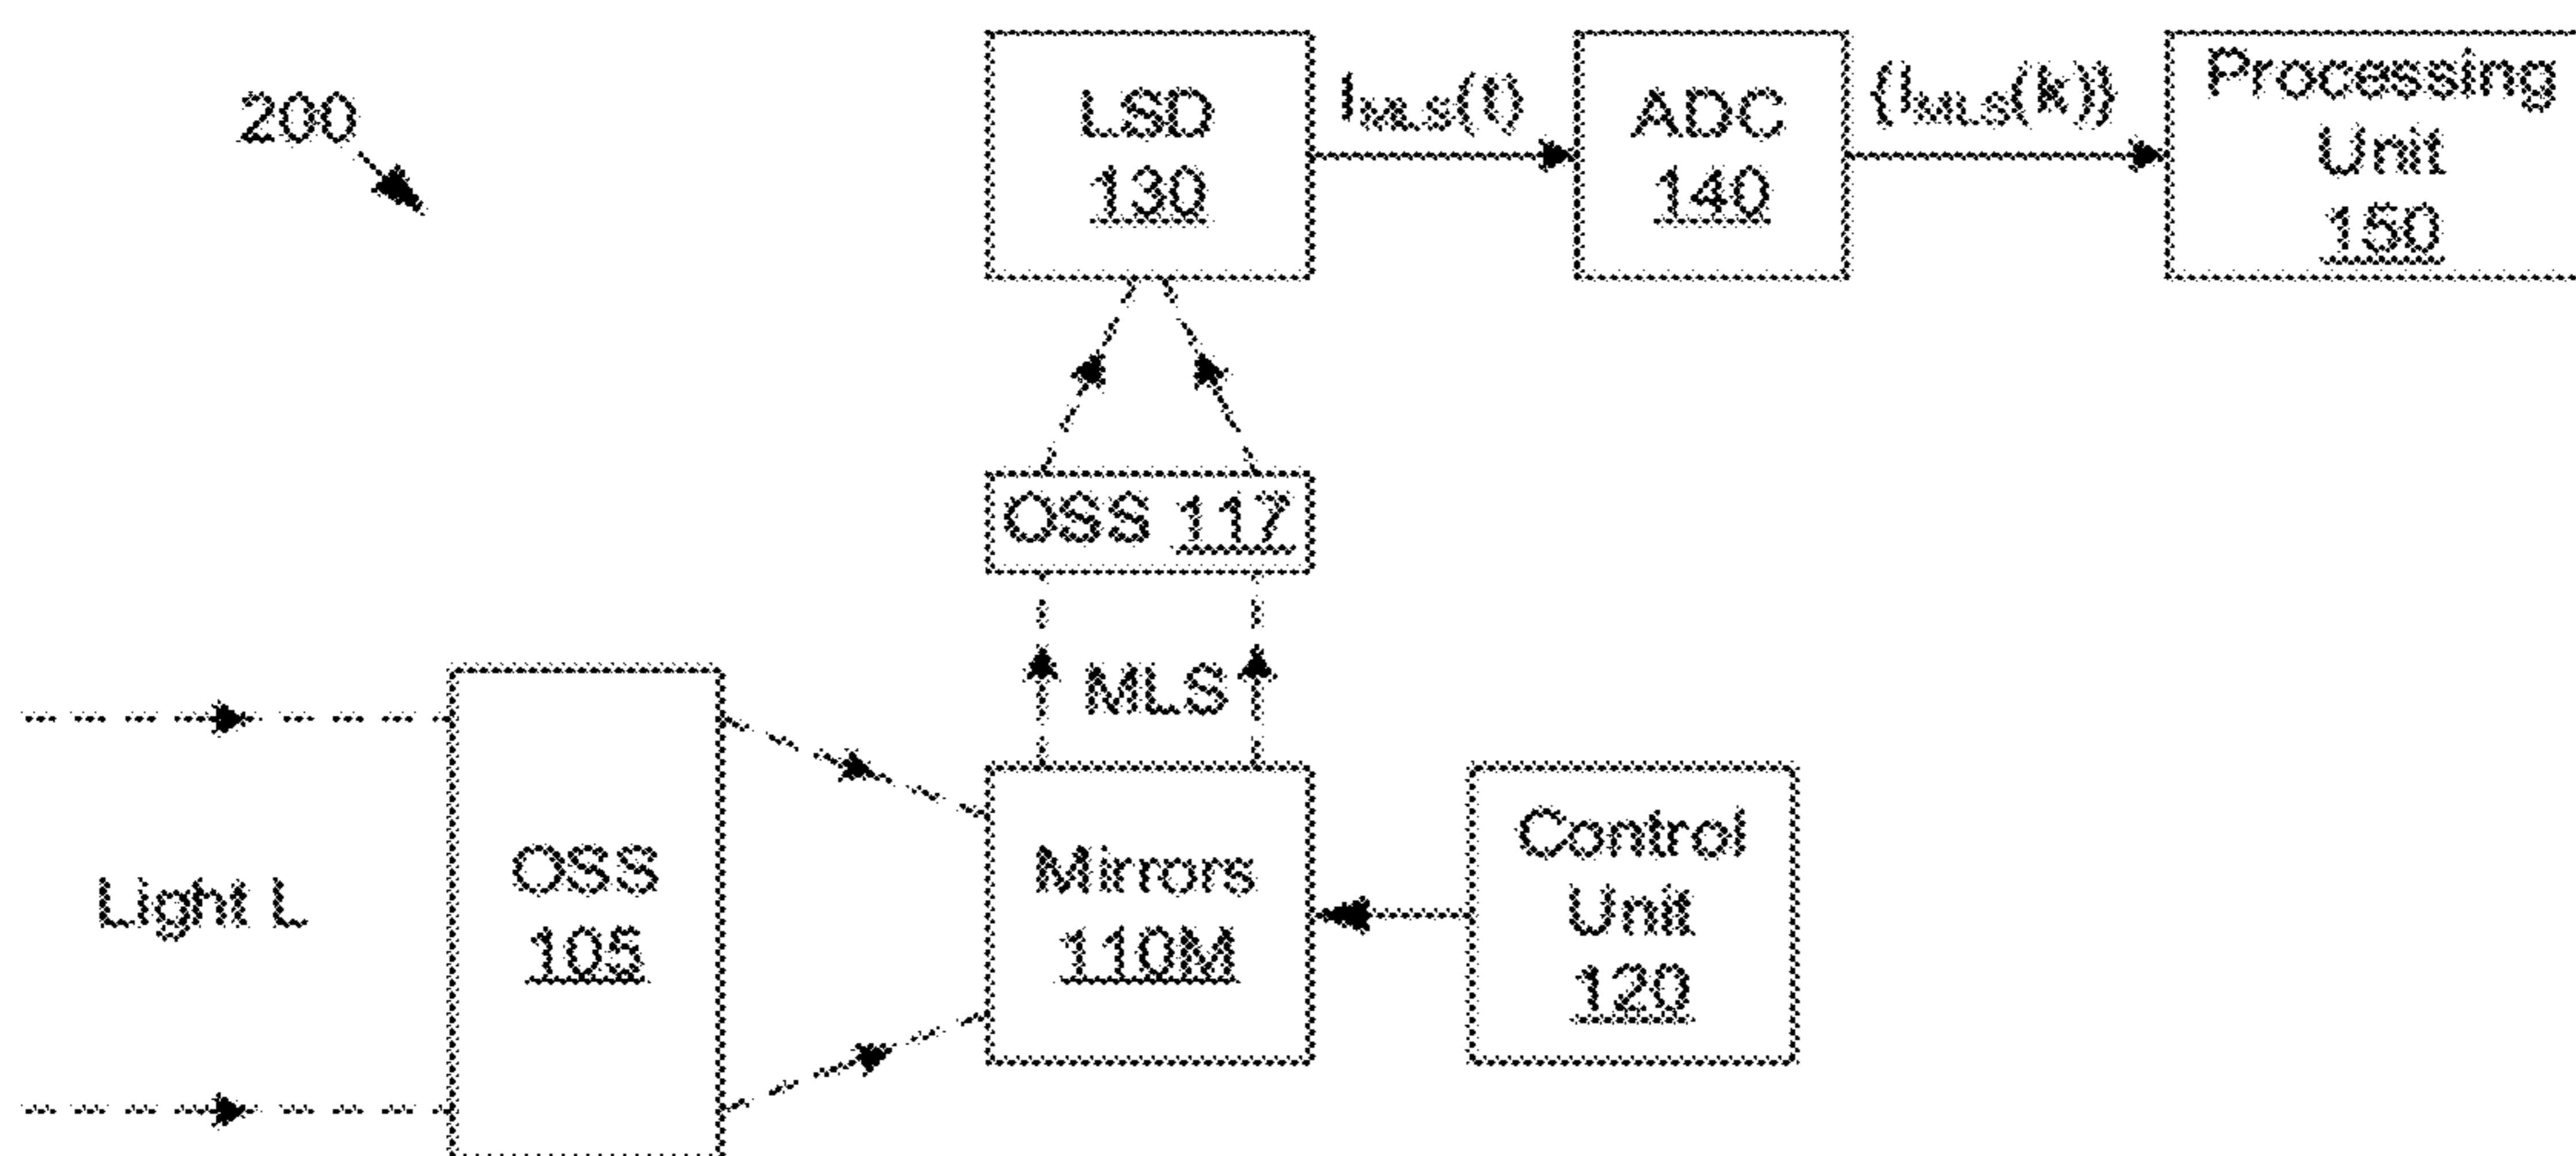 200
LSD
130
I_MLS(t)
ADC
140
{I_MLS(k)}
Processing
Unit
150
OSS 117
MLS
Light L
OSS
105
Mirrors
110M
Control
Unit
120